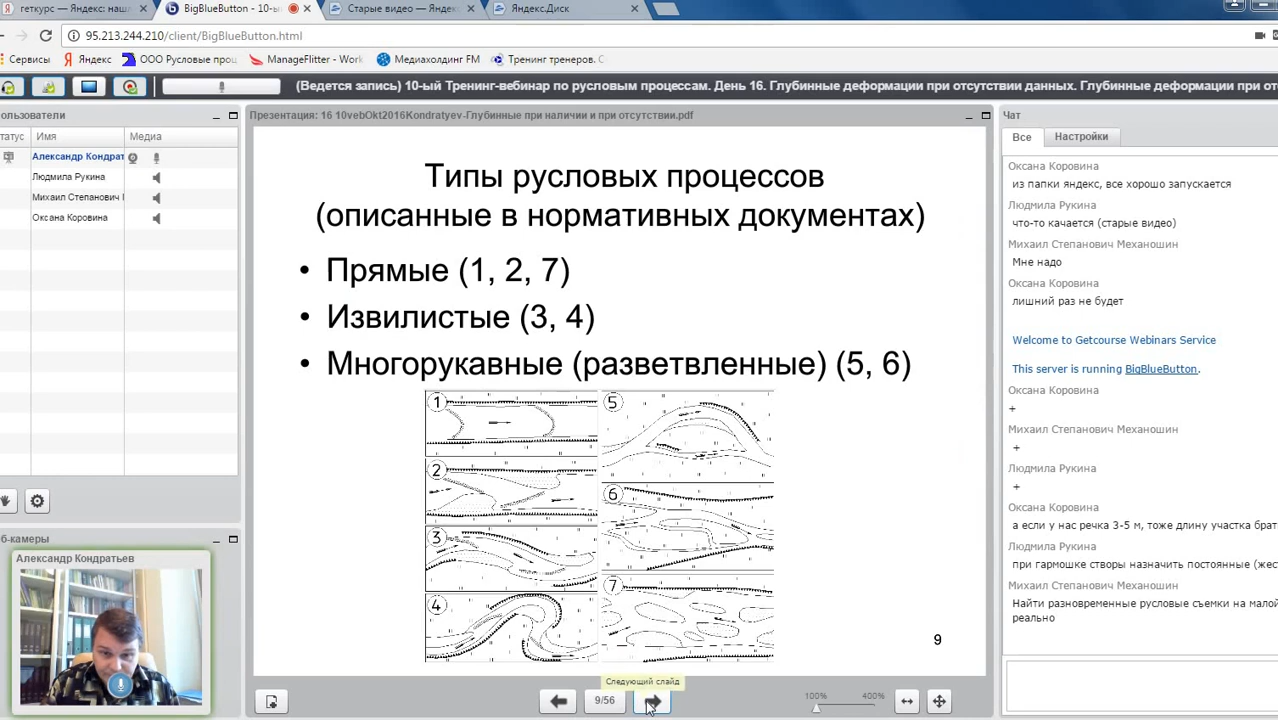 геткурс — Яндекс: наш
BigBlueButton - 10-ы
Старые видео — Яндекс
Яндекс.Диск
95.213.244.210/client/BigBlueButton.html
Сервисы
Яндекс
ООО Русловые проц
ManageFlitter - Work
Медиахолдинг FM
Тренинг тренеров. С
(Ведется запись) 10-ый Тренинг-вебинар по русловым процессам. День 16. Глубинные деформации при отсутствии данных. Глубинные деформации при от
ользователи
Презентация: 16 10vebOkt2016Kondratyev-Глубинные при наличии и при отсутствии.pdf
Чат
татус
Имя
Медиа
Все
Настройки
Александр Кондрат
Людмила Рукина
Михаил Степанович
Оксана Коровина
Типы русловых процессов
(описанные в нормативных документах)
• Прямые (1, 2, 7)
• Извилистые (3, 4)
• Многорукавные (разветвленные) (5, 6)
1
2
3
4
5
6
7
9
Следующий слайд
9/56
100%
400%
б-камеры
Александр Кондратьев
Оксана Коровина
из папки яндекс, все хорошо запускается
Людмила Рукина
что-то качается (старые видео)
Михаил Степанович Механошин
Мне надо
Оксана Коровина
лишний раз не будет
Welcome to Getcourse Webinars Service
This server is running BigBlueButton.
Оксана Коровина
+
Михаил Степанович Механошин
+
Людмила Рукина
+
Оксана Коровина
а если у нас речка 3-5 м, тоже длину участка брат
Людмила Рукина
при гармошке створы назначить постоянные (жес
Михаил Степанович Механошин
Найти разновременные русловые съемки на малой
реально